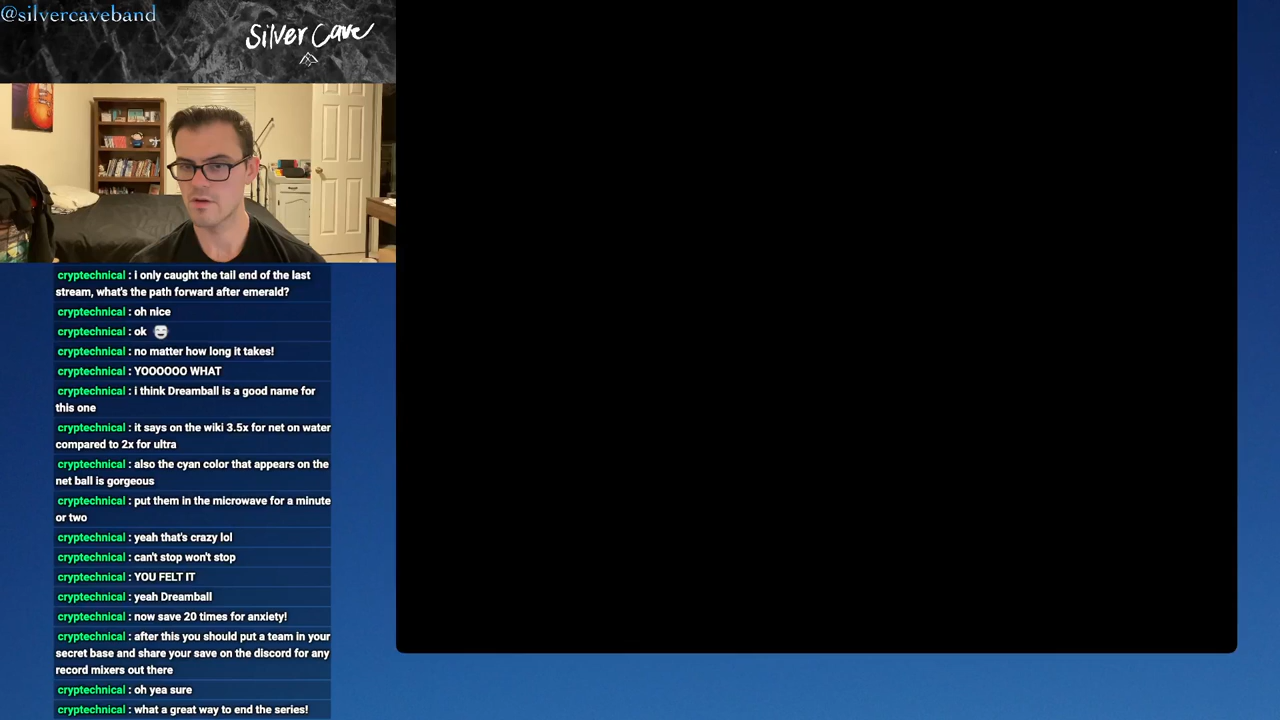 @silvercaveband
Silver Cave
cryptechnical : i only caught the tail end of the last
stream, what's the path forward after emerald?
cryptechnical : oh nice
cryptechnical : ok
cryptechnical : no matter how long it takes!
cryptechnical : YOOOOOO WHAT
cryptechnical : i think Dreamball is a good name for
this one
cryptechnical : it says on the wiki 3.5x for net on water
compared to 2x for ultra
cryptechnical : also the cyan color that appears on the
net ball is gorgeous
cryptechnical : put them in the microwave for a minute
or two
cryptechnical : yeah that's crazy lol
cryptechnical : can't stop won't stop
cryptechnical : YOU FELT IT
cryptechnical : yeah Dreamball
cryptechnical : now save 20 times for anxiety!
cryptechnical : after this you should put a team in your
secret base and share your save on the discord for any
record mixers out there
cryptechnical : oh yea sure
cryptechnical : what a great way to end the series!